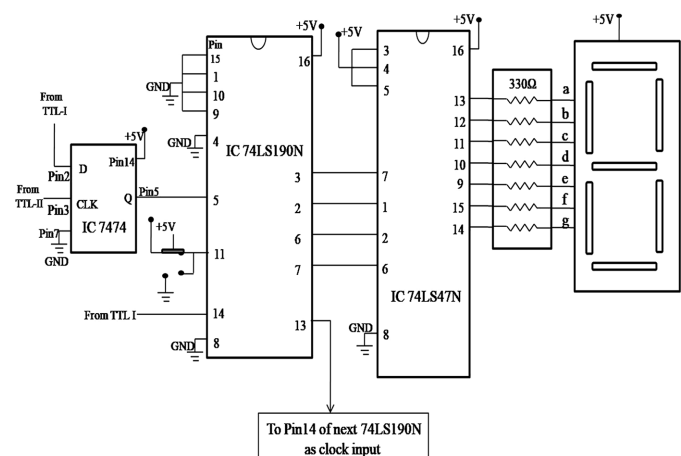 From
TTL-I
Pin2
D
+5V
Pin14
From
TTL-II
Pin3
CLK
Q
Pin5
Pin7
IC 7474
GND
Pin
15
1
10
9
GND
GND
4
+5V
16
IC 74LS190N
5
3
2
6
7
+5V
11
From TTL I
14
13
GND
8
+5V
3
4
5
+5V
16
13
12
11
10
9
15
14
7
1
2
6
IC 74LS47N
GND
8
330Ω
a
b
c
d
e
f
g
+5V
To Pin14 of next 74LS190N
as clock input